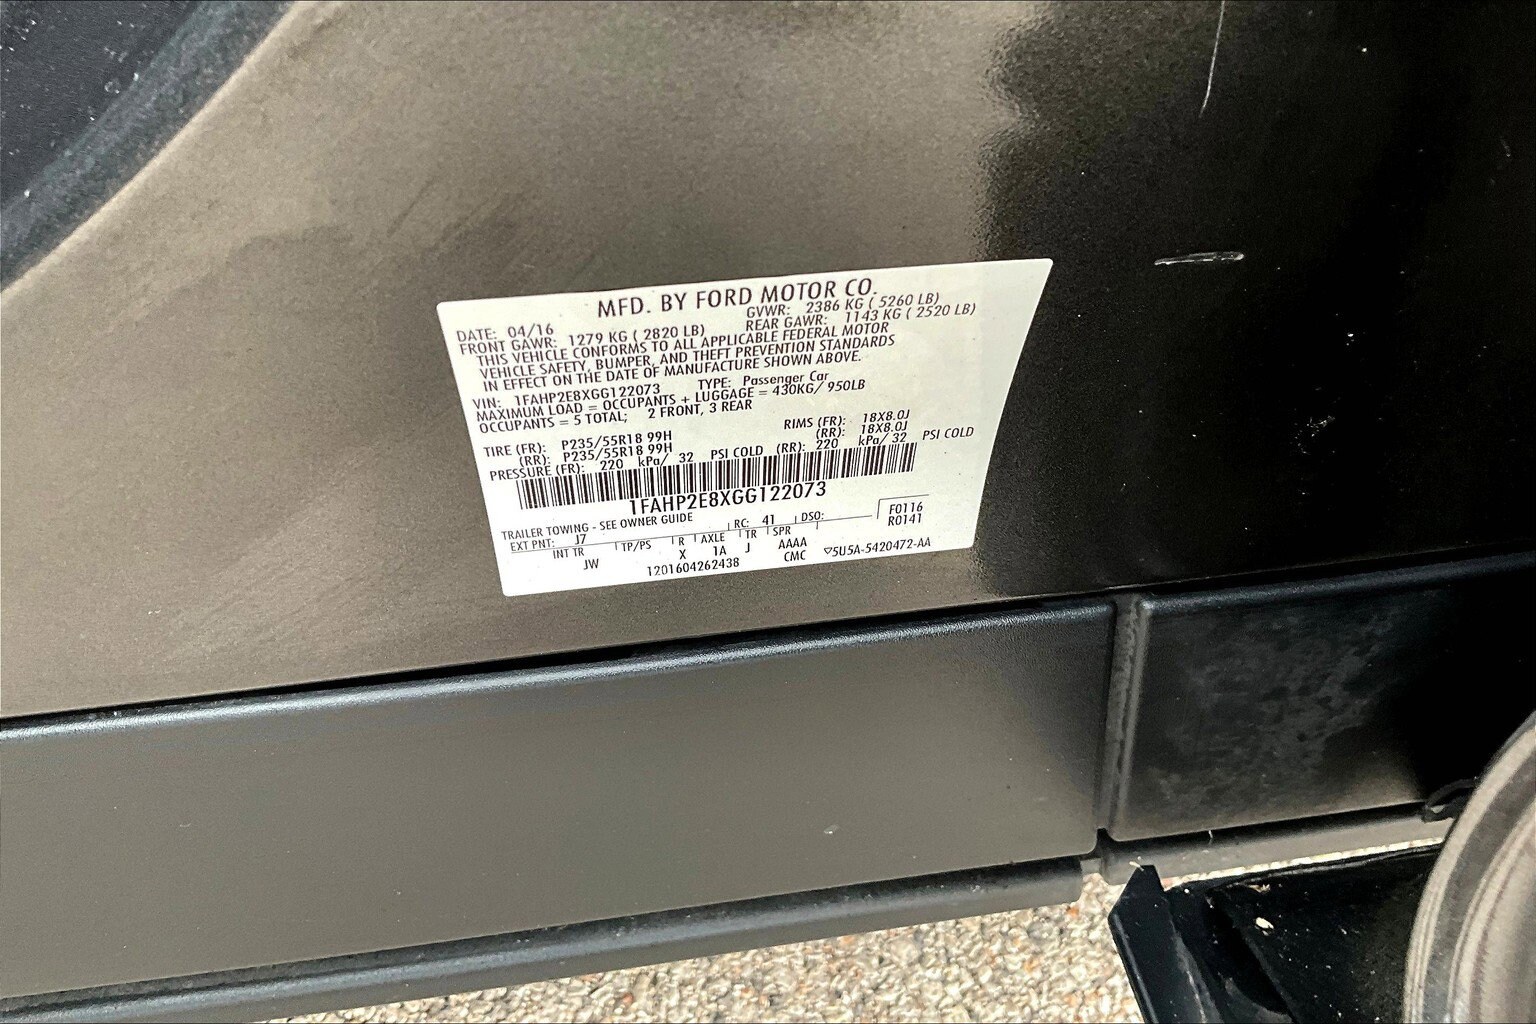 MFD. BY FORD MOTOR CO.
DATE: 04/16 GVWR: 2386 KG ( 5260 LB)
FRONT GAWR: 1279 KG ( 2820 LB) REAR GAWR: 1143 KG ( 2520 LB)
THIS VEHICLE CONFORMS TO ALL APPLICABLE FEDERAL MOTOR
VEHICLE SAFETY, BUMPER, AND THEFT PREVENTION STANDARDS
IN EFFECT ON THE DATE OF MANUFACTURE SHOWN ABOVE.
VIN: 1FAHP2E8XGG122073 TYPE: Passenger Car
MAXIMUM LOAD = OCCUPANTS + LUGGAGE = 430KG/ 950LB
OCCUPANTS = 5 TOTAL; 2 FRONT, 3 REAR
TIRE (FR): P235/55R18 99H RIMS (FR): 18X8.0J
(RR): P235/55R18 99H (RR): 18X8.0J
PRESSURE (FR): 220 kPa/ 32 PSI COLD (RR): 220 kPa/ 32 PSI COLD
1FAHP2E8XGG122073
TRAILER TOWING - SEE OWNER GUIDE
EXT PNT: J7 RC: 41 DSO: F0116
R0141
INT TR TP/PS R AXLE TR SPR
JW X 1A J AAAA
1201604262438 CMC ▽5U5A-5420472-AA